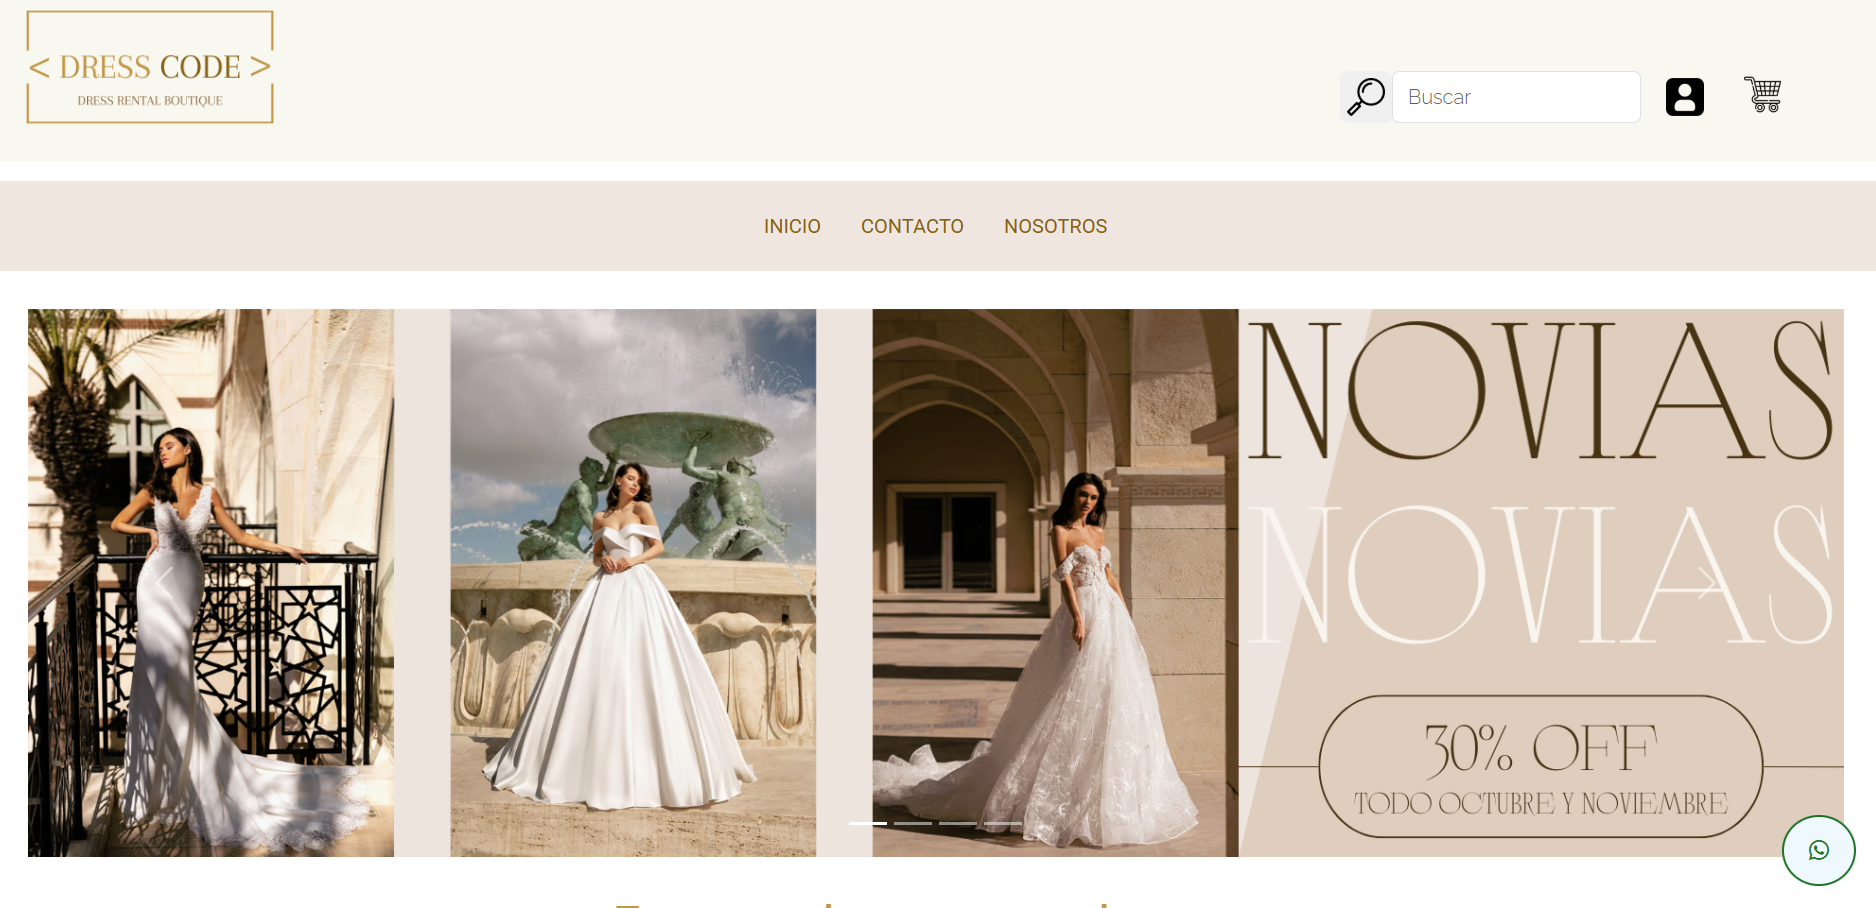 < DRESS CODE >
DRESS RENTAL BOUTIQUE
Buscar
INICIO CONTACTO NOSOTROS
NOVIAS
NOVIAS
30% OFF
TODO OCTUBRE Y NOVIEMBRE